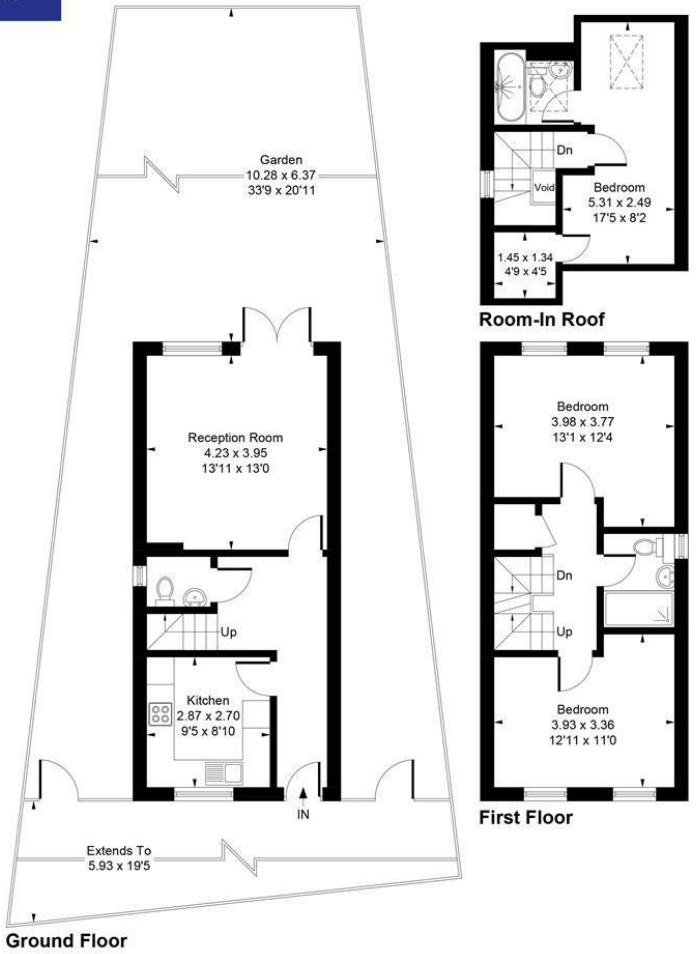 Garden
10.28 x 6.37
33'9 x 20'11
Reception Room
4.23 x 3.95
13'11 x 13'0
Up
Kitchen
2.87 x 2.70
9'5 x 8'10
IN
Extends To
5.93 x 19'5
Ground Floor
Dn
Void
Bedroom
5.31 x 2.49
17'5 x 8'2
1.45 x 1.34
4'9 x 4'5
Room-In Roof
Bedroom
3.98 x 3.77
13'1 x 12'4
Dn
Up
Bedroom
3.93 x 3.36
12'11 x 11'0
First Floor